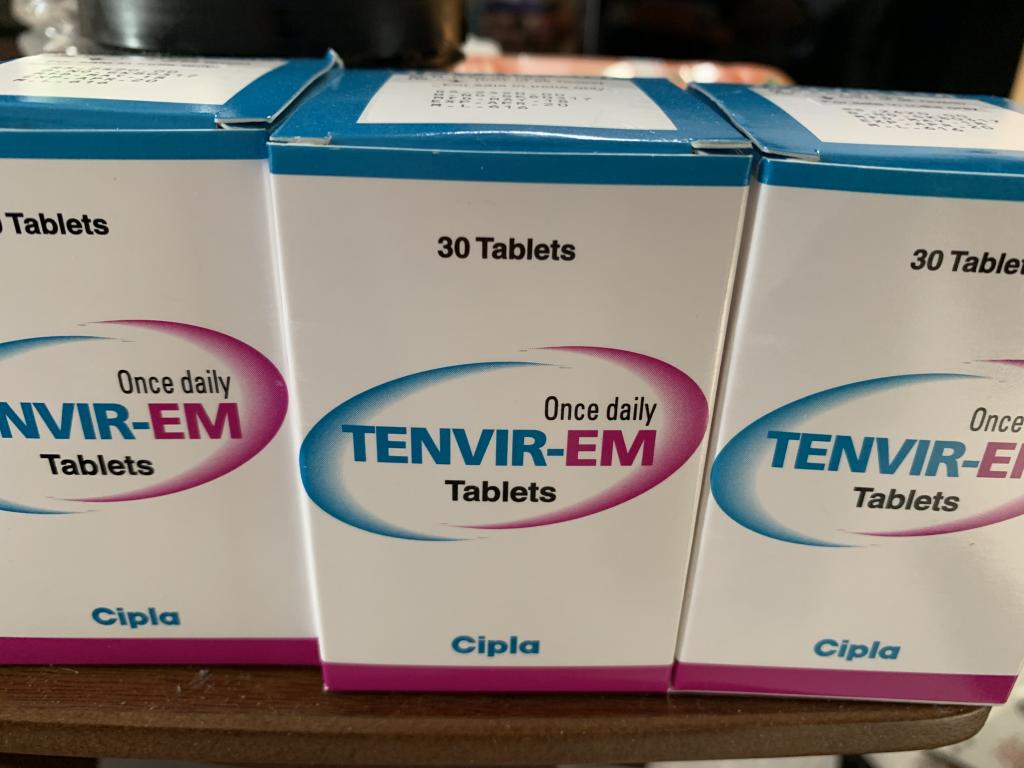 Tablets
Once daily
NVIR-EM
Tablets
Cipla
30 Tablets
Once daily
TENVIR-EM
Tablets
Cipla
30 Tablet
Once
TENVIR-E
Tablets
Cipla